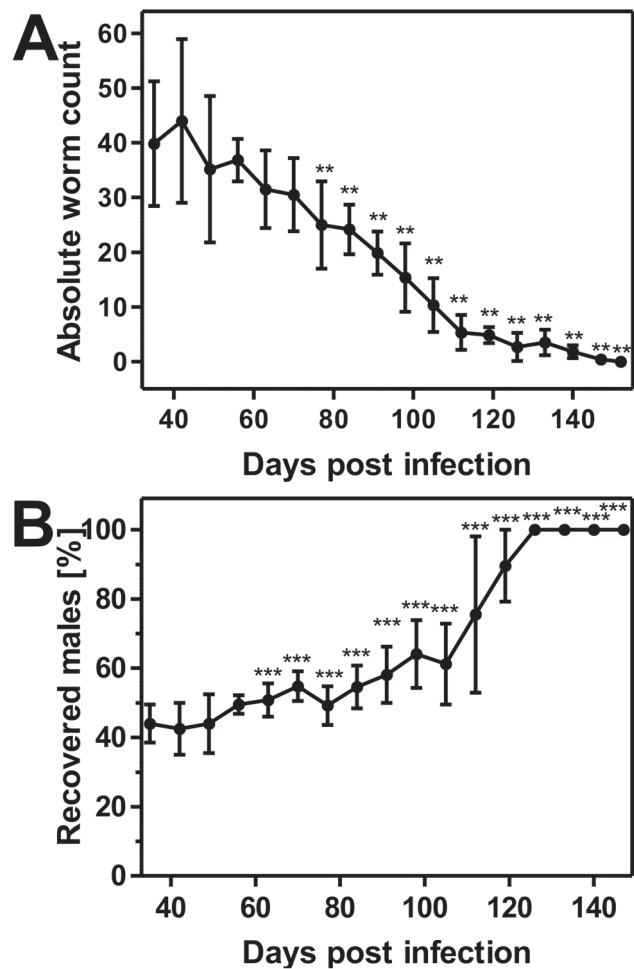 A
Absolute worm count
60
50
40
30
20
10
0
** ** ** ** ** ** ** ** ** ** ** **
40 60 80 100 120 140
Days post infection
B
Recovered males [%]
100
80
60
40
20
0
*** *** *** *** *** *** *** *** *** *** *** *** ***
40 60 80 100 120 140
Days post infection